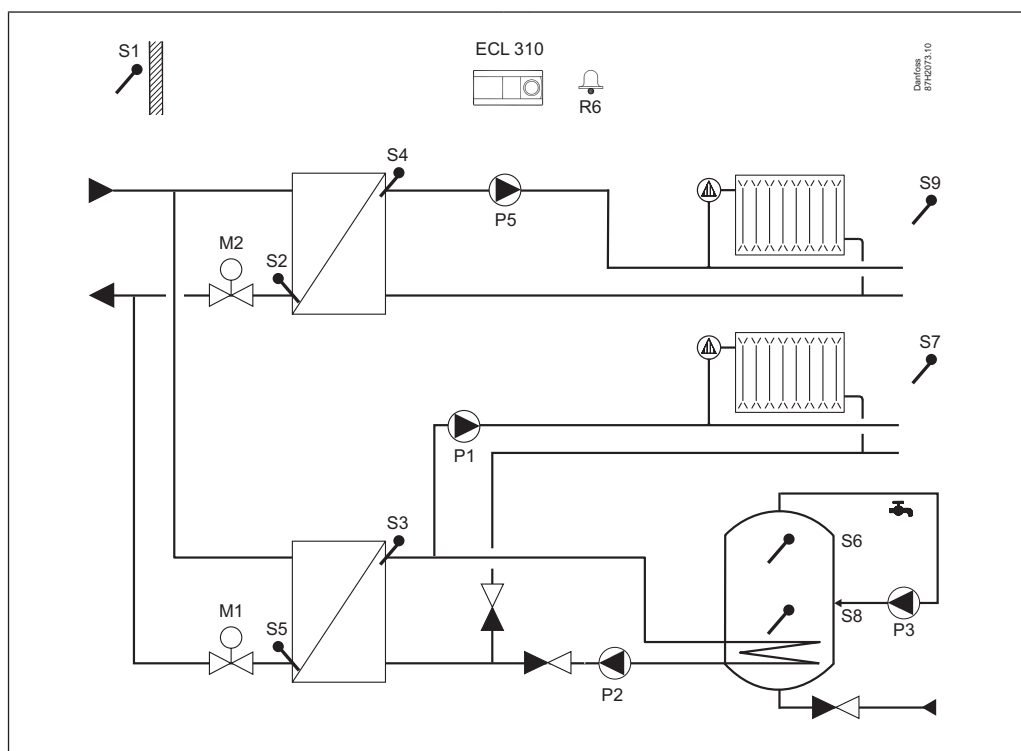 S1
ECL 310
R6
Danfoss
87H2073.10
S4
P5
S9
M2
S2
S7
P1
S3
S6
M1
S5
S8
P3
P2